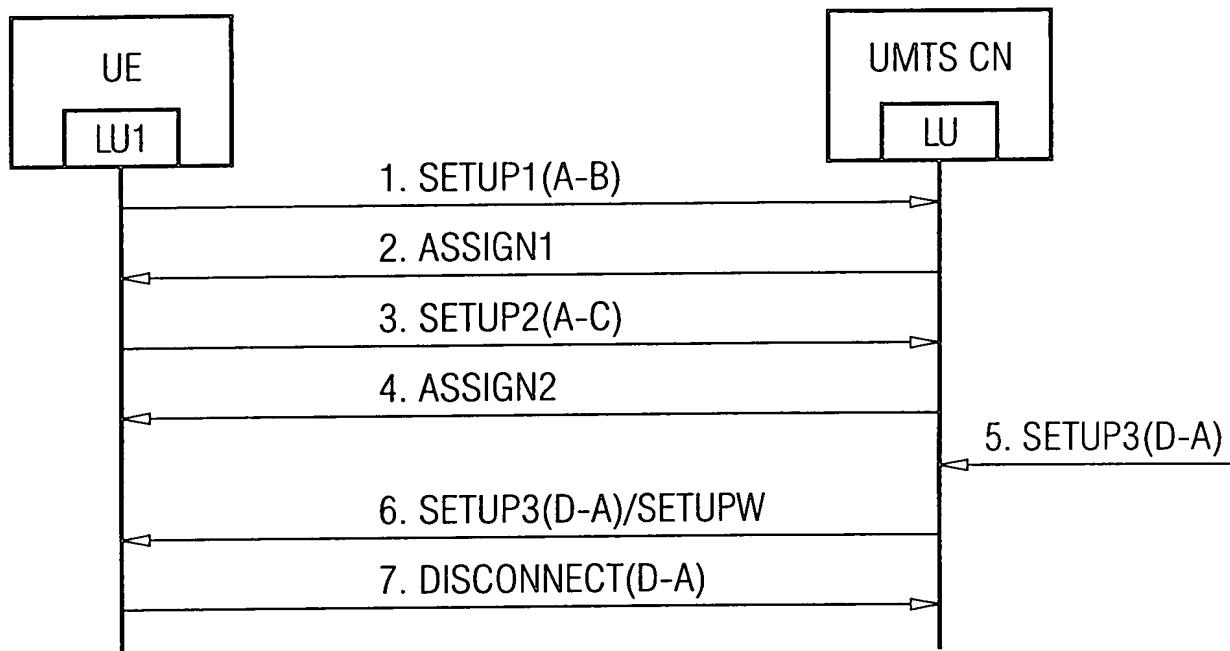 UE
UMTS CN
LU1
LU
1. SETUP1(A-B)
2. ASSIGN1
3. SETUP2(A-C)
4. ASSIGN2
5. SETUP3(D-A)
6. SETUP3(D-A)/SETUPW
7. DISCONNECT(D-A)